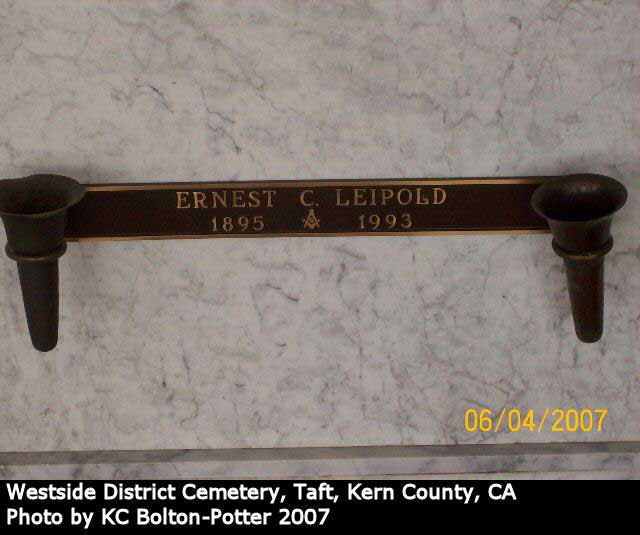 ERNEST C. LEIPOLD
1895 1993
06/04/2007
Westside District Cemetery, Taft, Kern County, CA
Photo by KC Bolton-Potter 2007